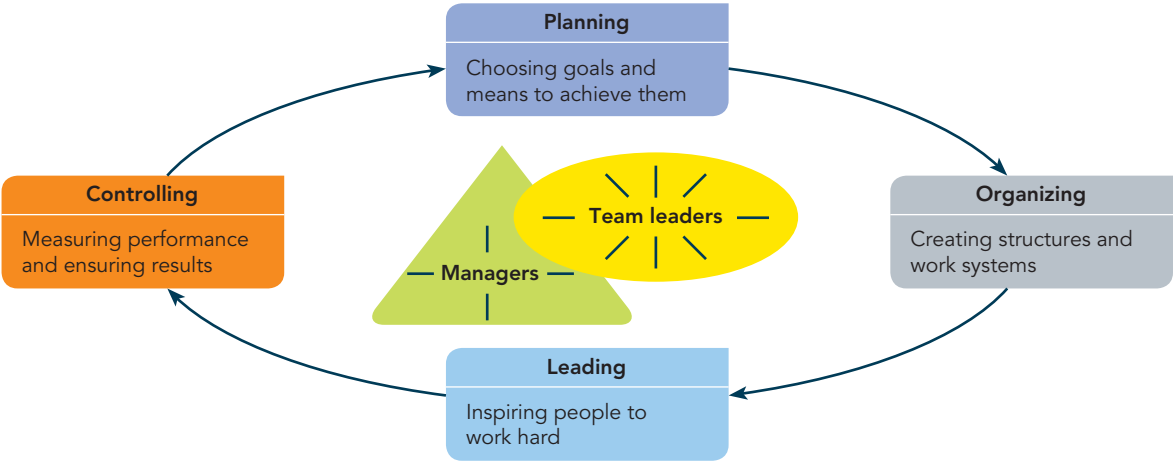 Planning
Choosing goals and
means to achieve them
Controlling
Measuring performance
and ensuring results
Team leaders
Managers
Organizing
Creating structures and
work systems
Leading
Inspiring people to
work hard